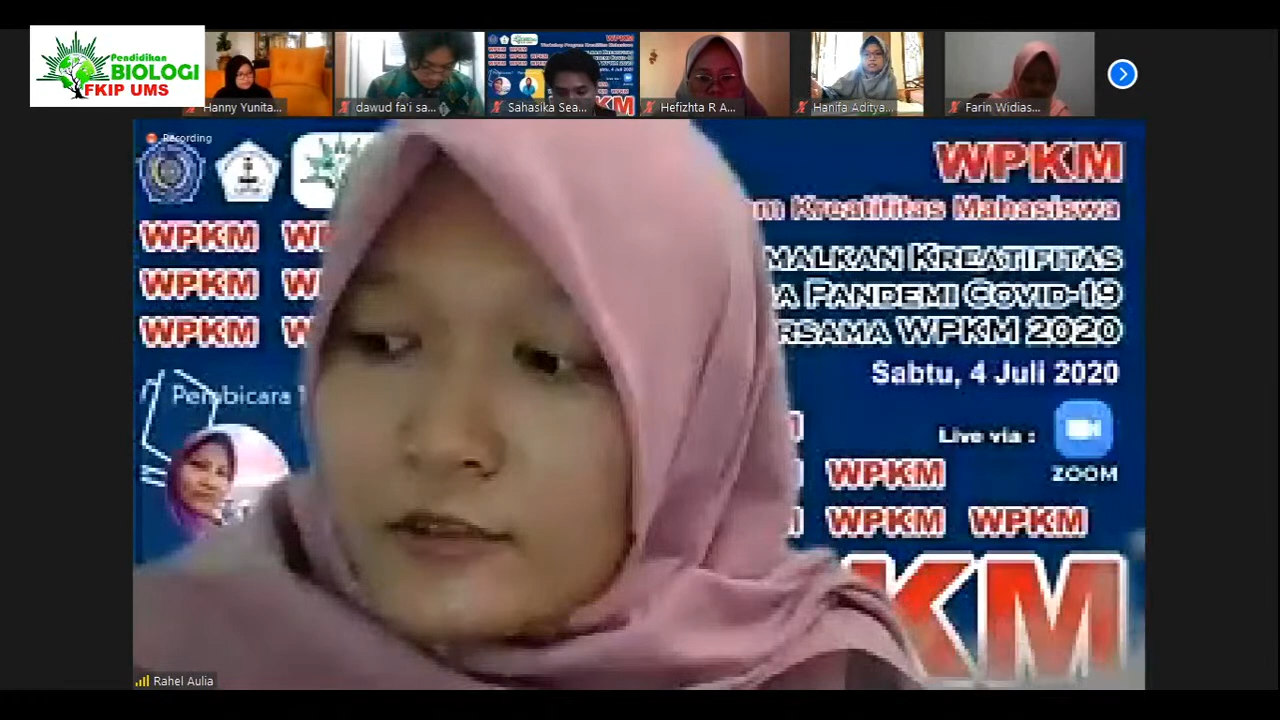 Pendidikan
BIOLOGI
FKIP UMS
Hanny Yunita...
dawud fa'i sa...
Sahasika Sea...
Hefizhta R A...
Hanifa Aditya...
Farin Widias...
Recording
WPKM
m Kreatifitas Mahasiswa
MALKAN KREATIFITAS
A PANDEMI COVID-19
RSAMA WPKM 2020
Sabtu, 4 Juli 2020
WPKM W
WPKM W
WPKM W
Pembicara 1
Live via :
ZOOM
WPKM
WPKM WPKM
KM
Rahel Aulia